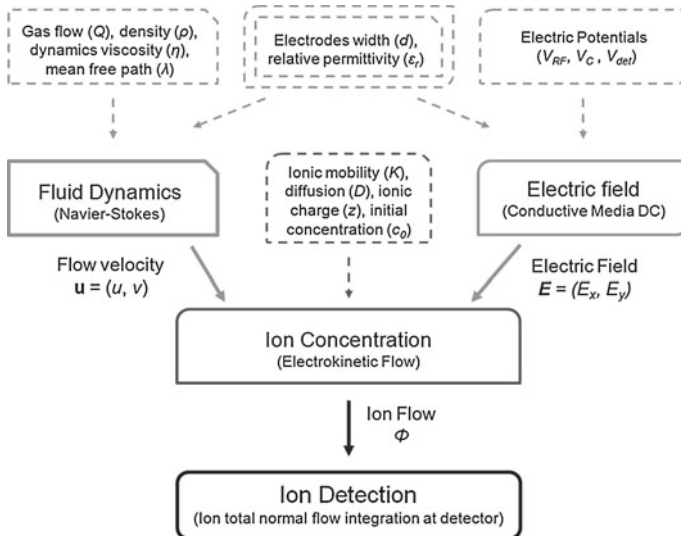 Gas flow (Q), density (ρ),
dynamics viscosity (η),
mean free path (λ)
Electrodes width (d),
relative permittivity (εr)
Electric Potentials
(VRF, VC , Vdet)
Fluid Dynamics
(Navier-Stokes)
Ionic mobility (K),
diffusion (D), ionic
charge (z), initial
concentration (c0)
Electric field
(Conductive Media DC)
Flow velocity
u = (u, v)
Electric Field
E = (Ex, Ey)
Ion Concentration
(Electrokinetic Flow)
Ion Flow
Φ
Ion Detection
(Ion total normal flow integration at detector)